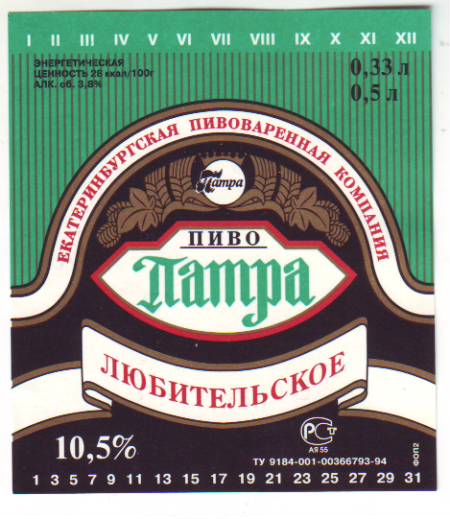 I II III IV V VI VII VIII IX X XI XII
ЭНЕРГЕТИЧЕСКАЯ
ЦЕННОСТЬ 28 ккал/100г
АЛК. об. 3,8%
0,33 л
0,5 л
ЕКАТЕРИНБУРГСКАЯ ПИВОВАРЕННАЯ КОМПАНИЯ
Патра
ПИВО
Патра
ЛЮБИТЕЛЬСКОЕ
10,5%
РСТ
АЯ 55
ТУ 9184-001-00366793-94
ФОП2
1 3 5 7 9 11 13 15 17 19 21 23 25 27 29 31